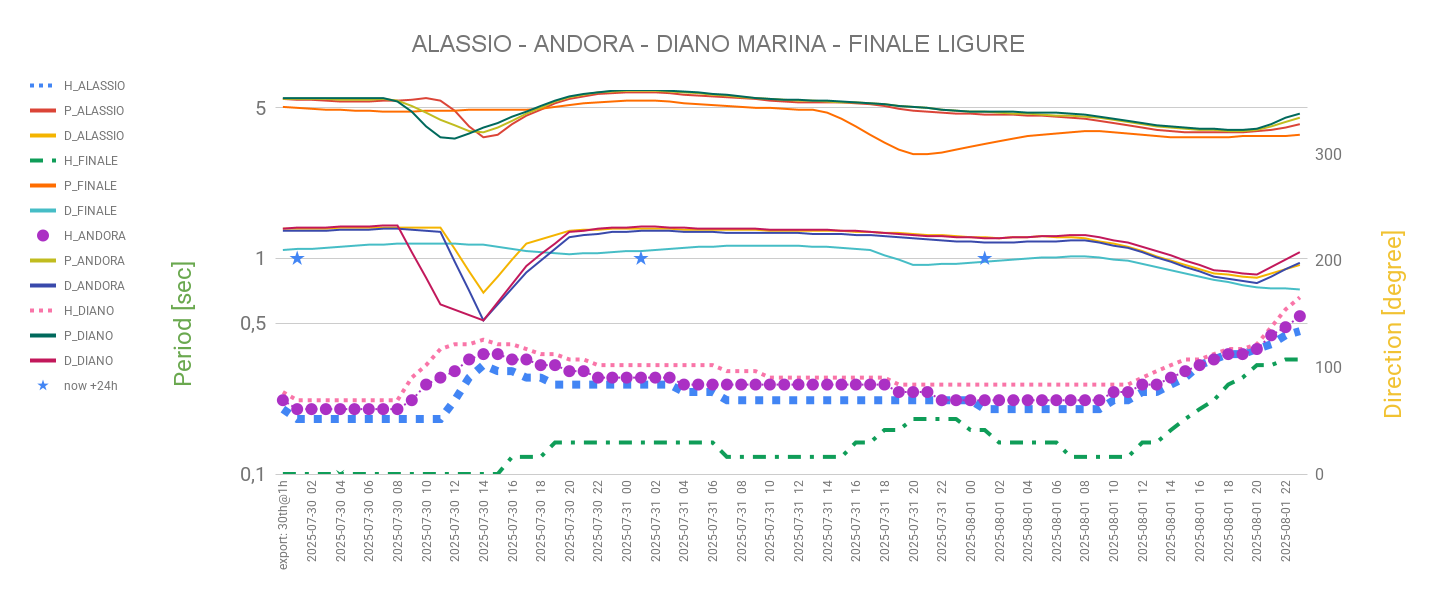 ALASSIO - ANDORA - DIANO MARINA - FINALE LIGURE
H_ALASSIO
P_ALASSIO
D_ALASSIO
H_FINALE
P_FINALE
D_FINALE
H_ANDORA
P_ANDORA
D_ANDORA
H_DIANO
P_DIANO
D_DIANO
now +24h
Period [sec]
5
1
0,5
0,1
300
200
100
0
Direction [degree]
export: 30th@1h
2025-07-30 02
2025-07-30 04
2025-07-30 06
2025-07-30 08
2025-07-30 10
2025-07-30 12
2025-07-30 14
2025-07-30 16
2025-07-30 18
2025-07-30 20
2025-07-30 22
2025-07-31 00
2025-07-31 02
2025-07-31 04
2025-07-31 06
2025-07-31 08
2025-07-31 10
2025-07-31 12
2025-07-31 14
2025-07-31 16
2025-07-31 18
2025-07-31 20
2025-07-31 22
2025-08-01 00
2025-08-01 02
2025-08-01 04
2025-08-01 06
2025-08-01 08
2025-08-01 10
2025-08-01 12
2025-08-01 14
2025-08-01 16
2025-08-01 18
2025-08-01 20
2025-08-01 22